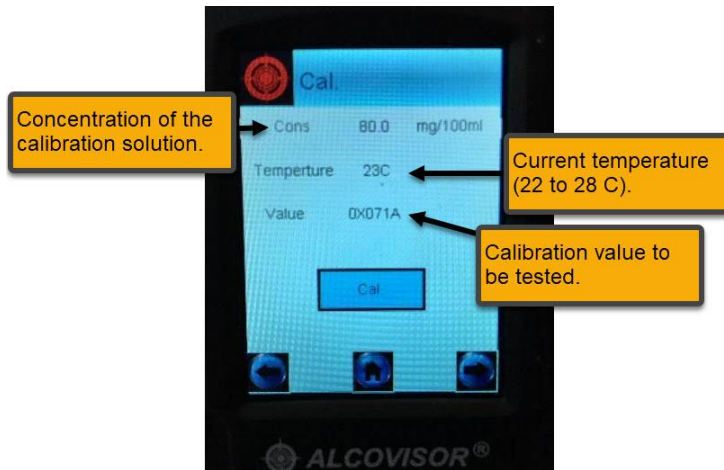 Cal.
Concentration of the
calibration solution.
Cons 80.0 mg/100ml
Temperture 23C
Current temperature
(22 to 28 C).
Value 0X071A
Calibration value to
be tested.
Cal
ALCOVISOR®